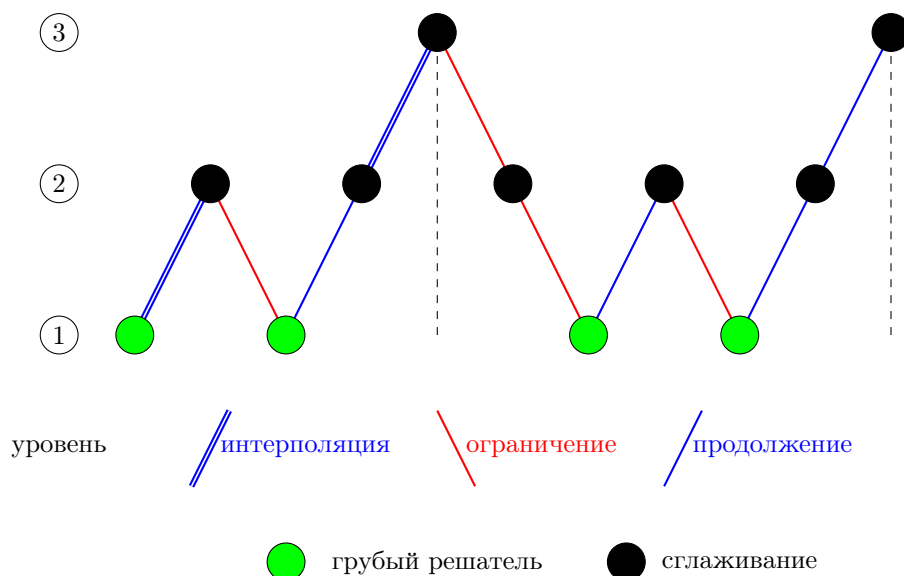 3
2
1
уровень интерполяция ограничение продолжение
грубый решатель сглаживание